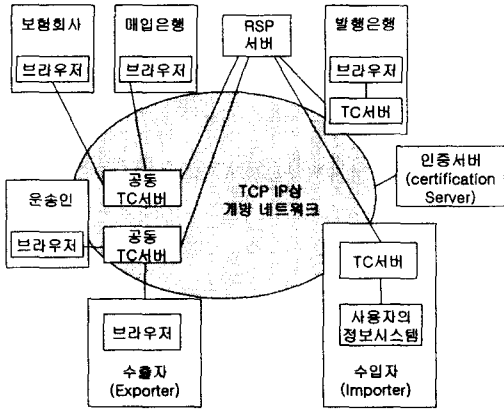 보험회사
브라우저
매입은행
브라우저
RSP
서버
발행은행
브라우저
TC서버
공동
TC서버
TCP IP상
개방 네트워크
인증서버
(certification
Server)
운송인
브라우저
공동
TC서버
TC서버
사용자의
정보시스템
브라우저
수출자
(Exporter)
수입자
(Importer)